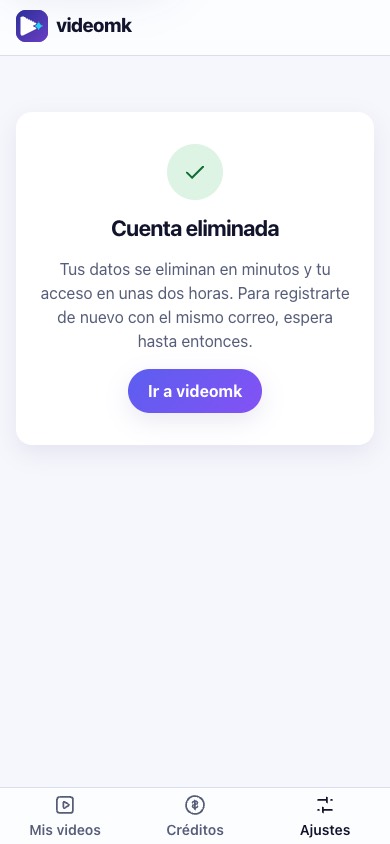 videomk
Cuenta eliminada
Tus datos se eliminan en minutos y tu
acceso en unas dos horas. Para registrarte
de nuevo con el mismo correo, espera
hasta entonces.
Ir a videomk
Mis videos
Créditos
Ajustes